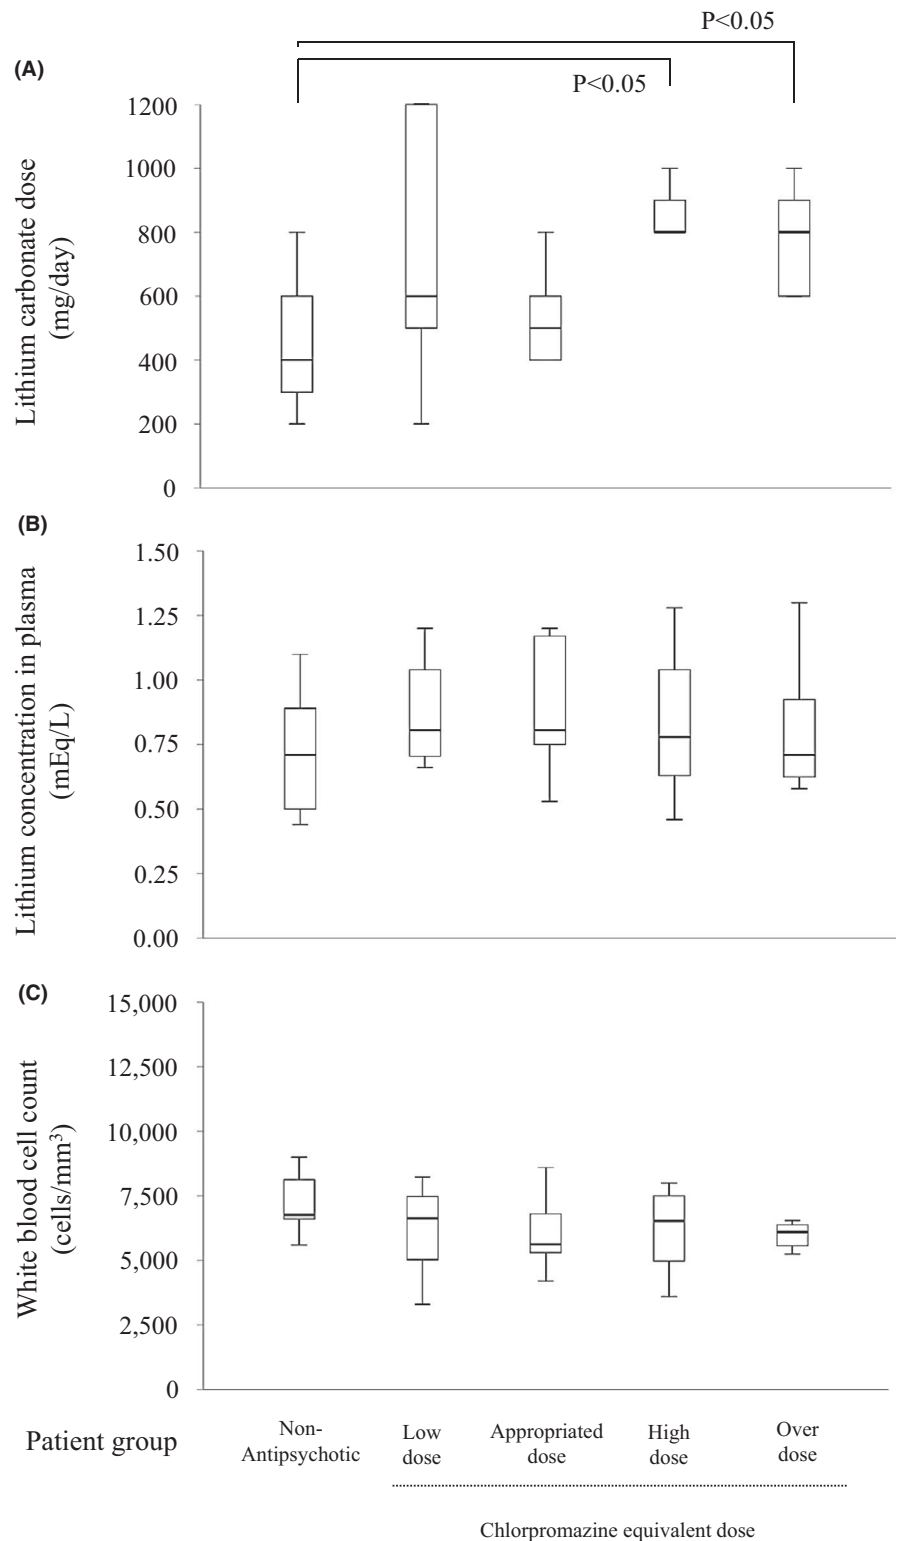 P<0.05
(A)
P<0.05
Lithium carbonate dose
(mg/day)
1200
1000
800
600
400
200
0
(B)
Lithium concentration in plasma
(mEq/L)
1.50
1.25
1.00
0.75
0.50
0.25
0.00
(C)
White blood cell count
(cells/mm³)
15,000
12,500
10,000
7,500
5,000
2,500
0
Patient group
Non-
Antipsychotic
Low
dose
Appropriated
dose
High
dose
Over
dose
Chlorpromazine equivalent dose